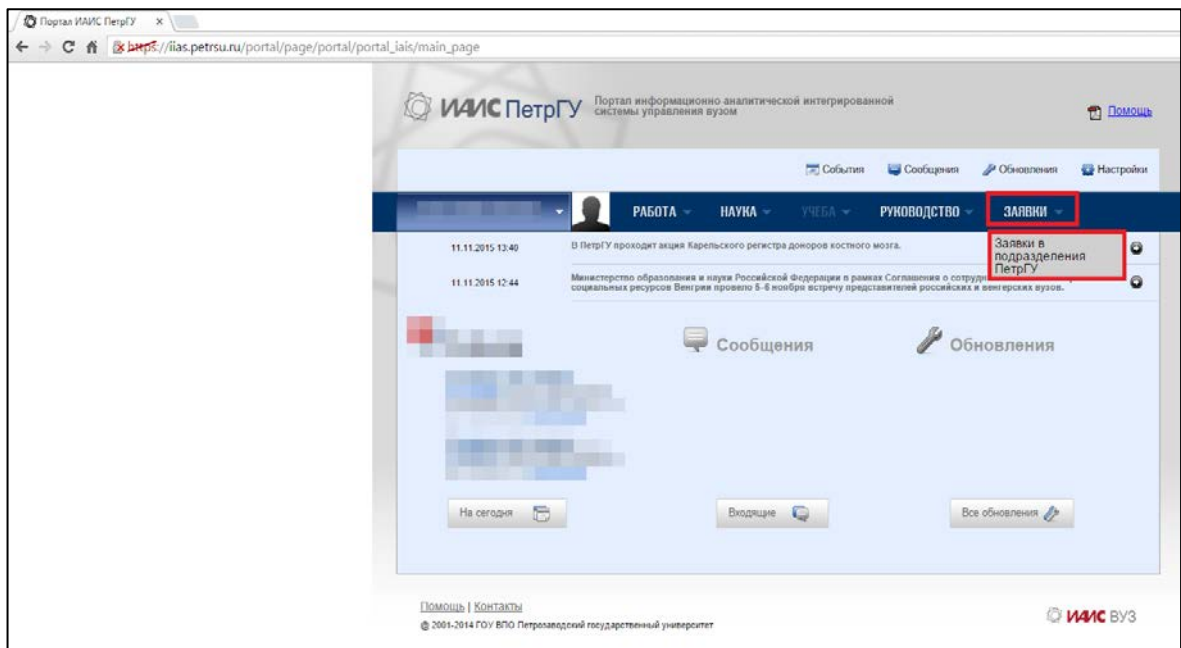 Портал ИАИС ПетрГУ
https://iias.petrsu.ru/portal/page/portal/portal_iais/main_page
ИАИС ПетрГУ
Портал информационно аналитической интегрированной
системы управления вузом
Помощь
События Сообщения Обновления Настройки
РАБОТА НАУКА УЧЕБА РУКОВОДСТВО ЗАЯВКИ
Заявки в
подразделения
ПетрГУ
11.11.2015 13:40 В ПетрГУ проходит акция Карельского регистра доноров костного мозга.
11.11.2015 12:44 Министерство образования и науки Российской Федерации в рамках Соглашения о
социальных ресурсов Венгрии провело 5-6 ноября встречу представителей российских и венгерских вузов.
Сообщения Обновления
На сегодня Входящие Все обновления
Помощь | Контакты
@ 2001-2014 ГОУ ВПО Петрозаводский государственный университет
ИАИС ВУЗ